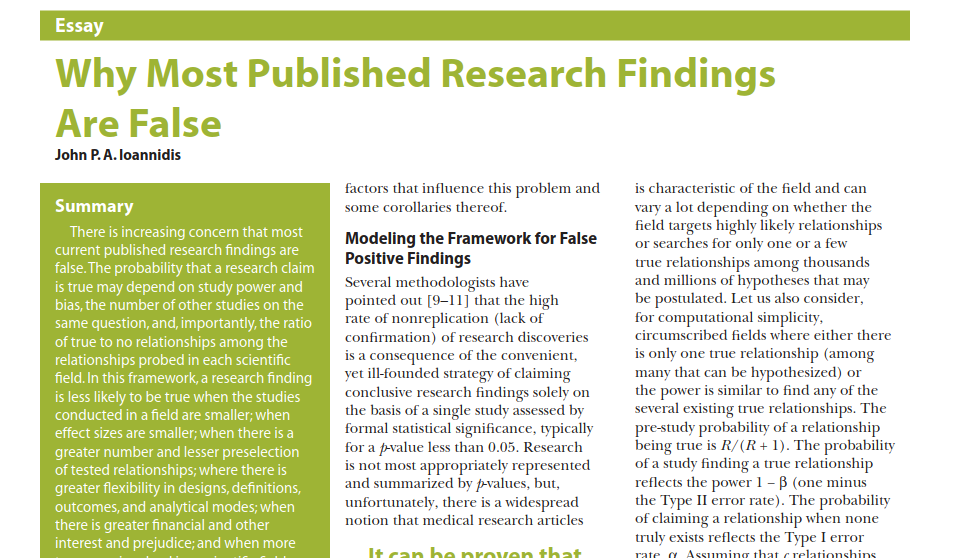 Essay
Why Most Published Research Findings
Are False
John P. A. Ioannidis
Summary
There is increasing concern that most
current published research findings are
false. The probability that a research claim
is true may depend on study power and
bias, the number of other studies on the
same question, and, importantly, the ratio
of true to no relationships among the
relationships probed in each scientific
field. In this framework, a research finding
is less likely to be true when the studies
conducted in a field are smaller; when
effect sizes are smaller; when there is a
greater number and lesser preselection
of tested relationships; where there is
greater flexibility in designs, definitions,
outcomes, and analytical modes; when
there is greater financial and other
interest and prejudice; and when more
factors that influence this problem and
some corollaries thereof.
Modeling the Framework for False
Positive Findings
Several methodologists have
pointed out [9–11] that the high
rate of nonreplication (lack of
confirmation) of research discoveries
is a consequence of the convenient,
yet ill-founded strategy of claiming
conclusive research findings solely on
the basis of a single study assessed by
formal statistical significance, typically
for a p-value less than 0.05. Research
is not most appropriately represented
and summarized by p-values, but,
unfortunately, there is a widespread
notion that medical research articles
It can be proven that
is characteristic of the field and can
vary a lot depending on whether the
field targets highly likely relationships
or searches for only one or a few
true relationships among thousands
and millions of hypotheses that may
be postulated. Let us also consider,
for computational simplicity,
circumscribed fields where either there
is only one true relationship (among
many that can be hypothesized) or
the power is similar to find any of the
several existing true relationships. The
pre-study probability of a relationship
being true is R/(R + 1). The probability
of a study finding a true relationship
reflects the power 1 – β (one minus
the Type II error rate). The probability
of claiming a relationship when none
truly exists reflects the Type I error
rate, α. Assuming that c relationships